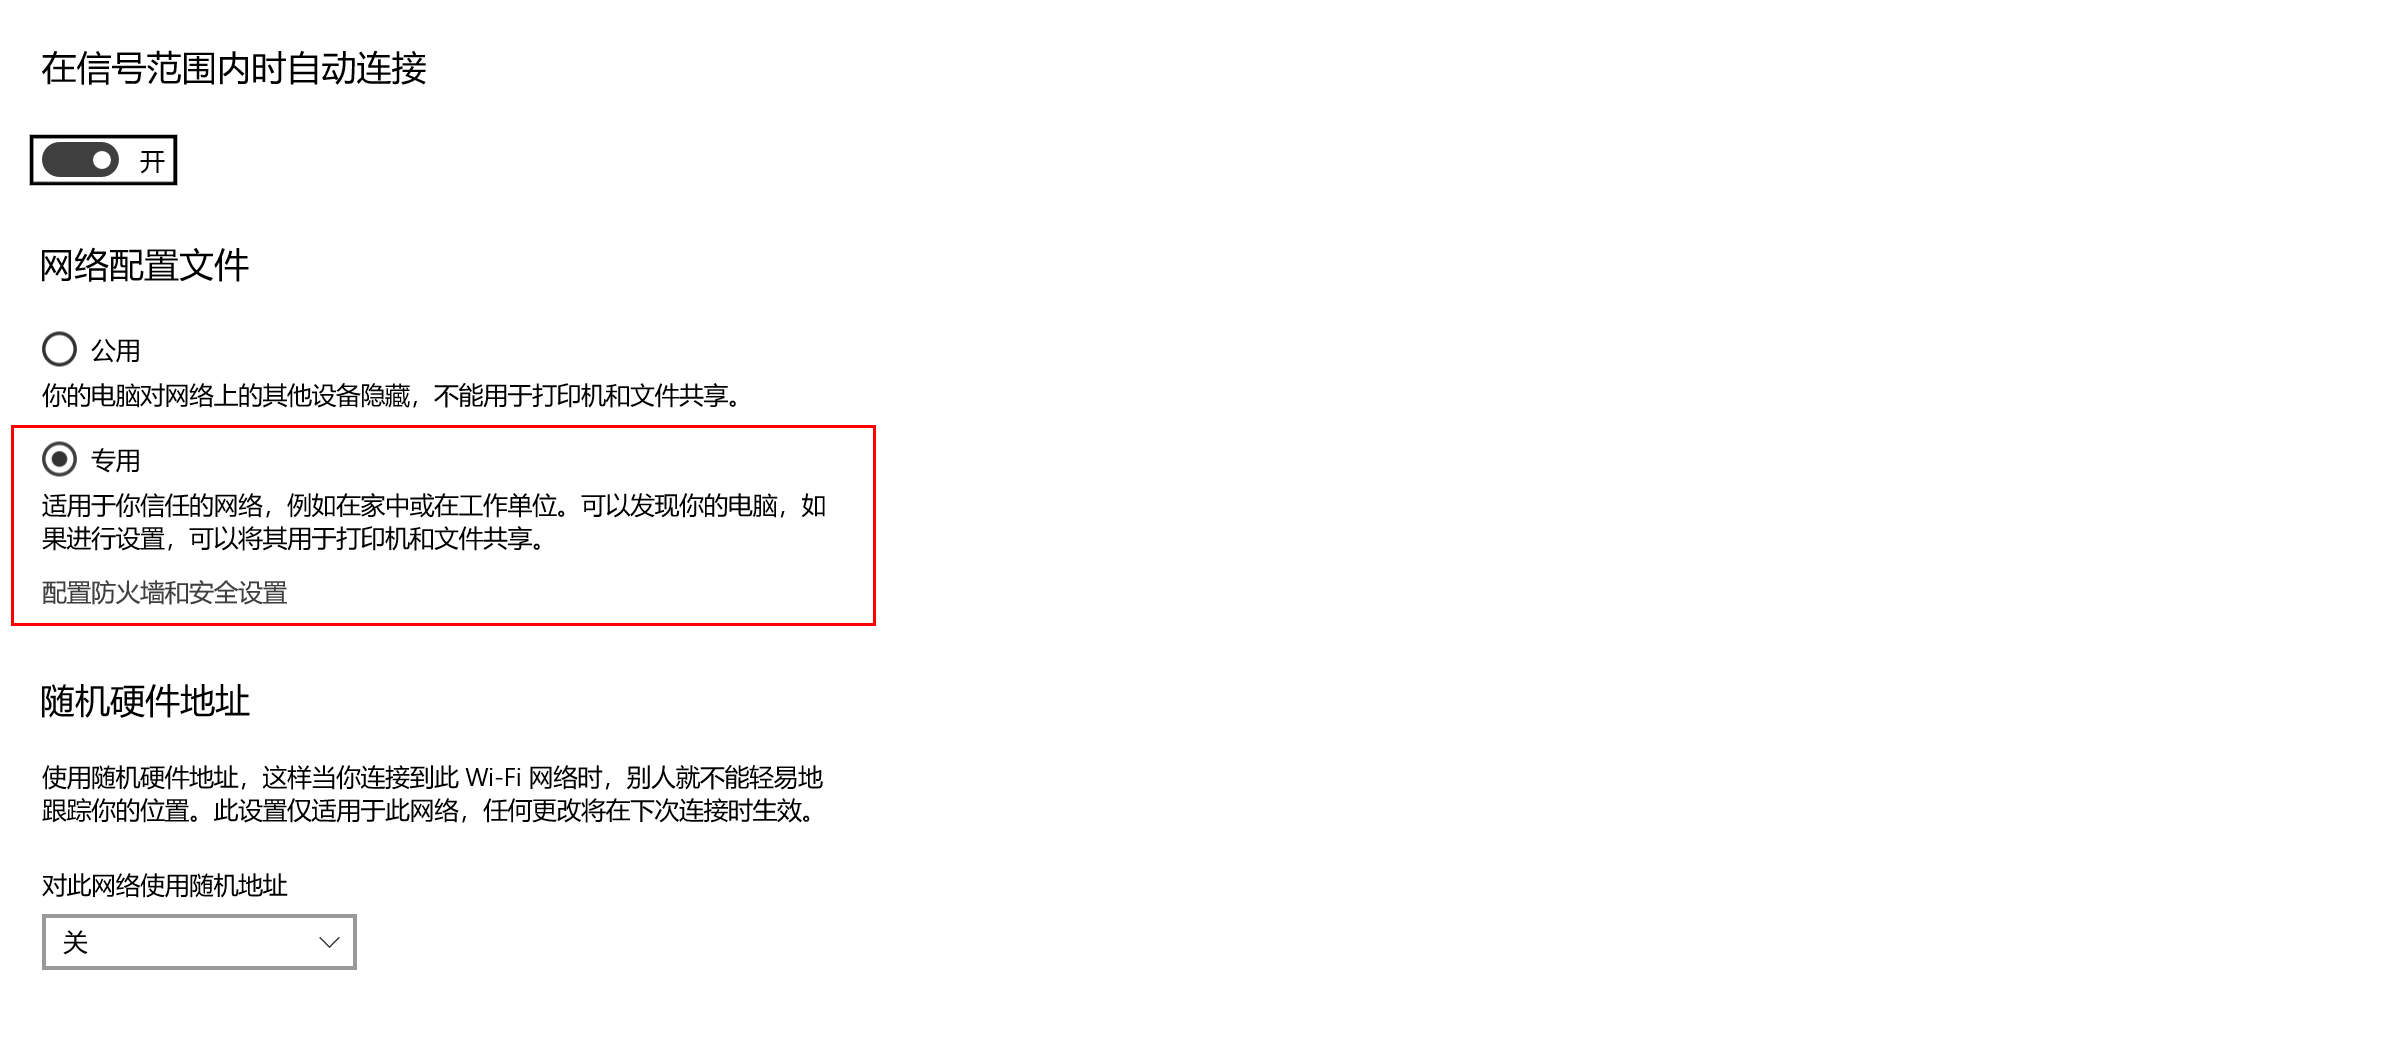 在信号范围内时自动连接
开
网络配置文件
公用
你的电脑对网络上的其他设备隐藏，不能用于打印机和文件共享。
专用
适用于你信任的网络，例如在家中或在工作单位。可以发现你的电脑，如
果进行设置，可以将其用于打印机和文件共享。
配置防火墙和安全设置
随机硬件地址
使用随机硬件地址，这样当你连接到此 Wi-Fi 网络时，别人就不能轻易地
跟踪你的位置。此设置仅适用于此网络，任何更改将在下次连接时生效。
对此网络使用随机地址
关